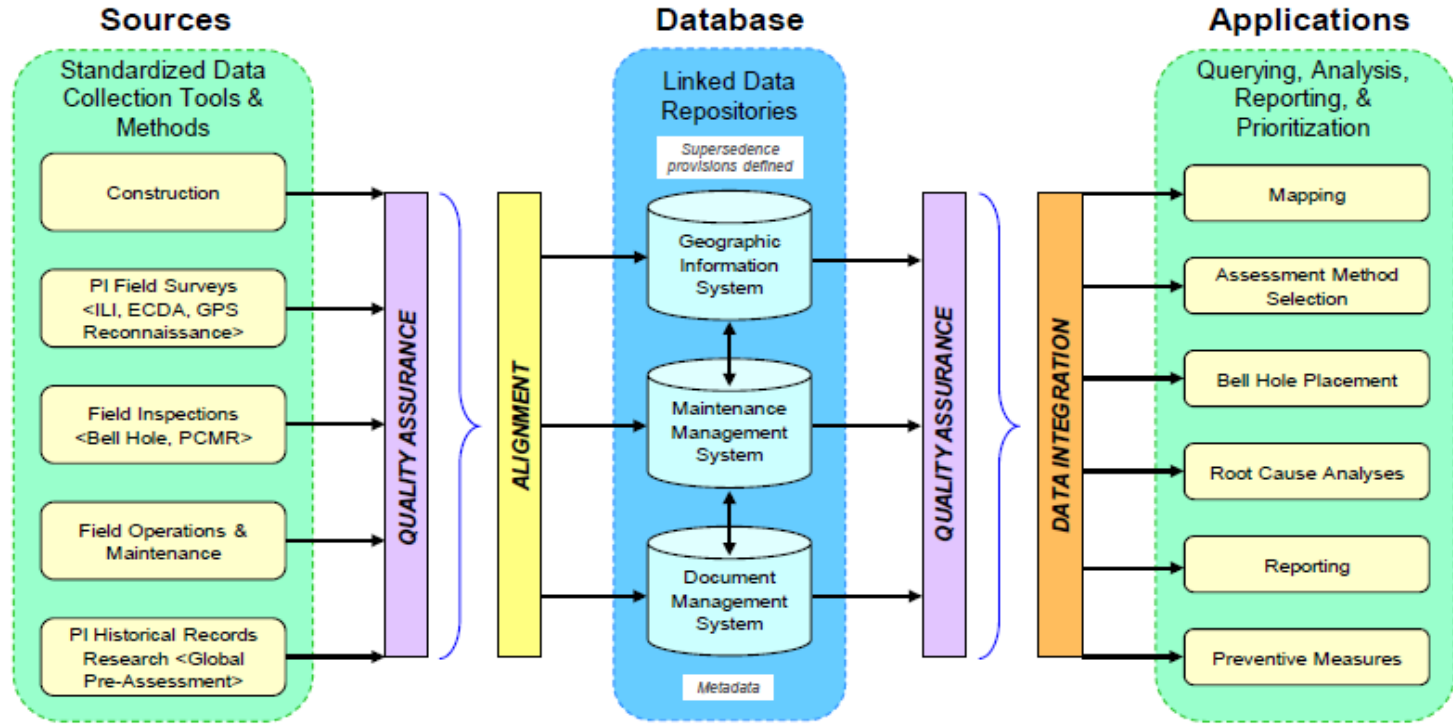 Sources
Standardized Data
Collection Tools &
Methods
Construction
PI Field Surveys
<ILI, ECDA, GPS
Reconnaissance>
Field Inspections
<Bell Hole, PCMR>
Field Operations &
Maintenance
PI Historical Records
Research <Global
Pre-Assessment>
QUALITY ASSURANCE
ALIGNMENT
Database
Linked Data
Repositories
Supersedence
provisions defined
Geographic
Information
System
Maintenance
Management
System
Document
Management
System
Metadata
QUALITY ASSURANCE
DATA INTEGRATION
Applications
Querying, Analysis,
Reporting, &
Prioritization
Mapping
Assessment Method
Selection
Bell Hole Placement
Root Cause Analyses
Reporting
Preventive Measures